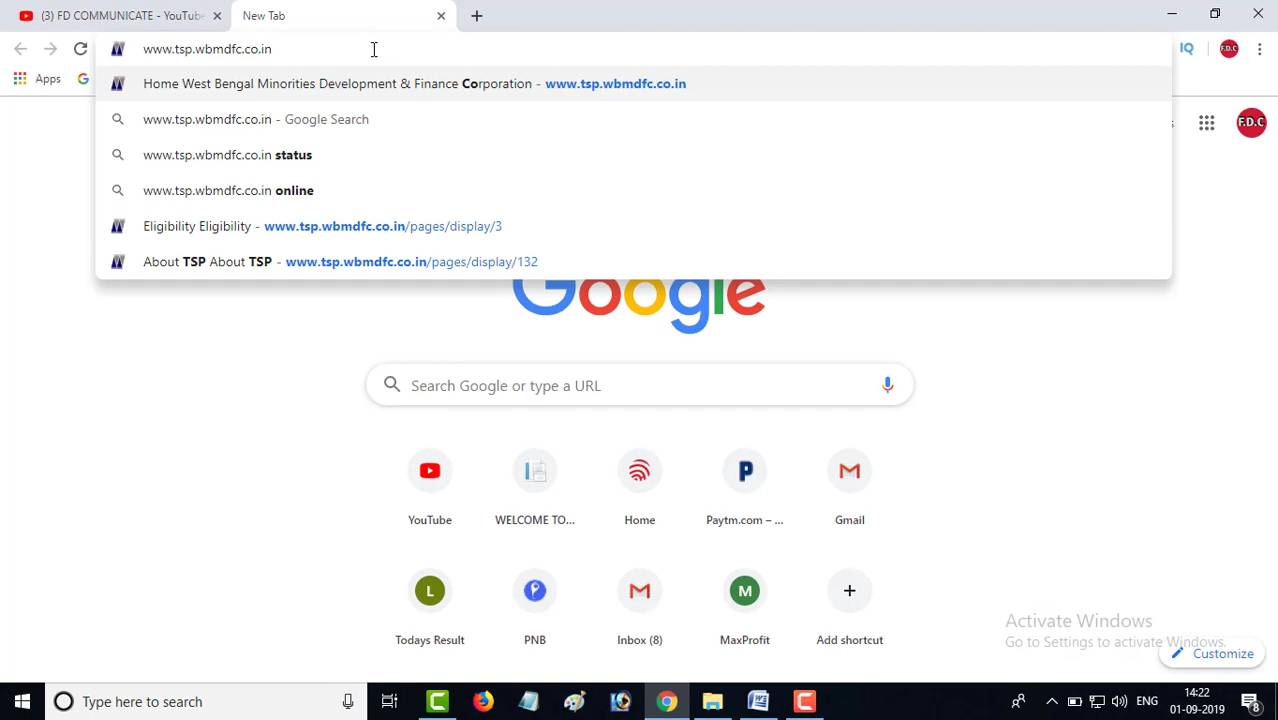 (3) FD COMMUNICATE - YouTube
New Tab
www.tsp.wbmdfc.co.in
IQ
F.D.C
Apps
G
Home West Bengal Minorities Development & Finance Corporation - www.tsp.wbmdfc.co.in
www.tsp.wbmdfc.co.in - Google Search
F.D.C
www.tsp.wbmdfc.co.in status
www.tsp.wbmdfc.co.in online
Eligibility Eligibility - www.tsp.wbmdfc.co.in/pages/display/3
About TSP About TSP - www.tsp.wbmdfc.co.in/pages/display/132
Google
Search Google or type a URL
P
YouTube
WELCOME TO...
Home
Paytm.com – ...
Gmail
L
M
Todays Result
PNB
Inbox (8)
MaxProfit
Add shortcut
Activate Windows
Go to Settings to activate Windows.
Customize
Type here to search
ENG
14:22
01-09-2019
8